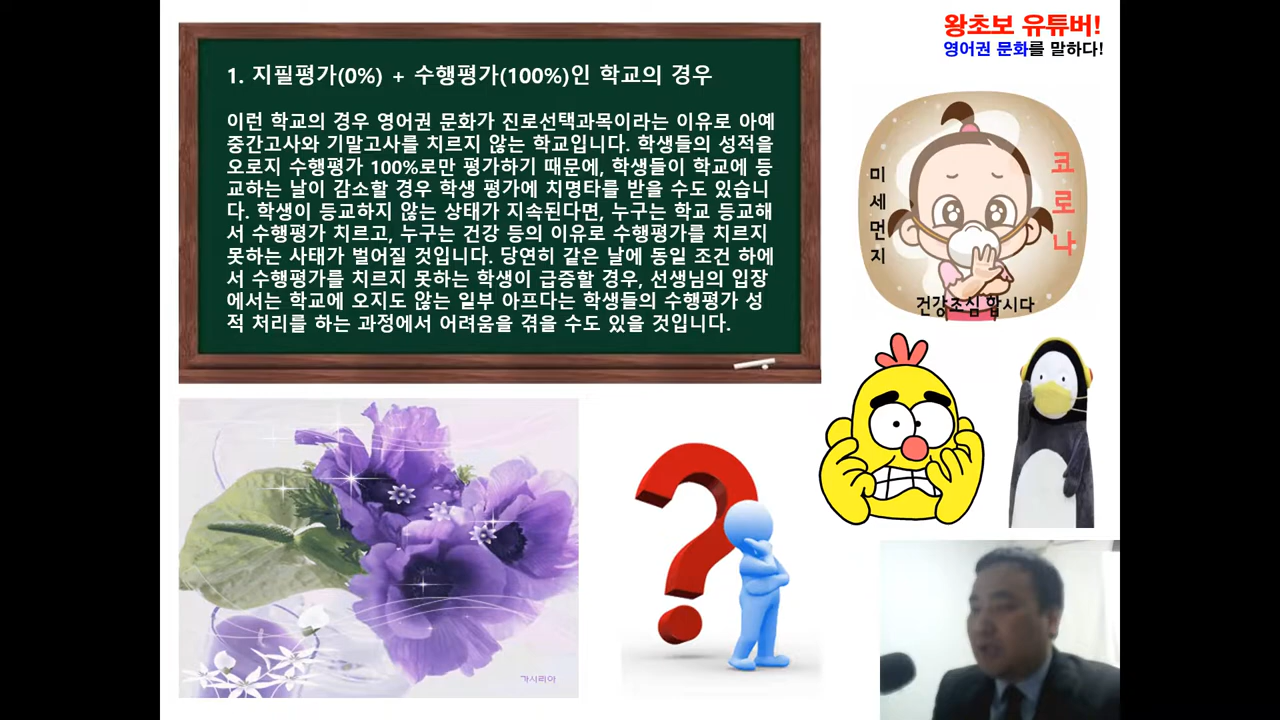 왕초보 유튜버!
영어권 문화를 말하다!
1. 지필평가(0%) + 수행평가(100%)인 학교의 경우
이런 학교의 경우 영어권 문화가 진로선택과목이라는 이유로 아예
중간고사와 기말고사를 치르지 않는 학교입니다. 학생들의 성적을
오로지 수행평가 100%로만 평가하기 때문에, 학생들이 학교에 등
교하는 날이 감소할 경우 학생 평가에 치명타를 받을 수도 있습니
다. 학생이 등교하지 않는 상태가 지속된다면, 누구는 학교 등교해
서 수행평가 치르고, 누구는 건강 등의 이유로 수행평가를 치르지
못하는 사태가 벌어질 것입니다. 당연히 같은 날에 동일 조건 하에
서 수행평가를 치르지 못하는 학생이 급증할 경우, 선생님의 입장
에서는 학교에 오지도 않는 일부 아프다는 학생들의 수행평가 성
적 처리를 하는 과정에서 어려움을 겪을 수도 있을 것입니다.
미세먼지
코로나
건강조심 합시다
가시리아